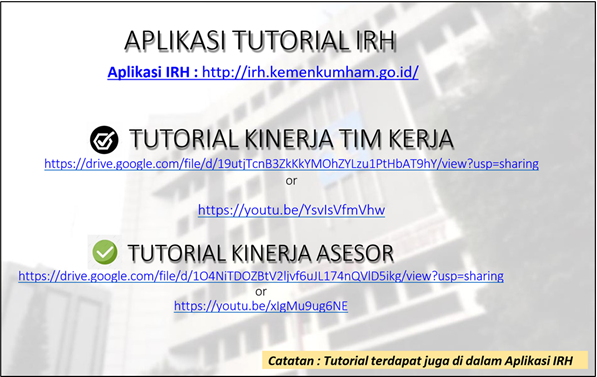 APLIKASI TUTORIAL IRH
Aplikasi IRH : http://irh.kemenkumham.go.id/
TUTORIAL KINERJA TIM KERJA
https://drive.google.com/file/d/19utjTcnB3ZkKkYMOhZYLzu1PtHbAT9hY/view?usp=sharing
or
https://youtu.be/YsvIsVfmVhw
TUTORIAL KINERJA ASESOR
https://drive.google.com/file/d/1O4NiTDOZBtV2ljvf6uJL174nQVlD5ikg/view?usp=sharing
or
https://youtu.be/xIgMu9ug6NE
Catatan : Tutorial terdapat juga di dalam Aplikasi IRH